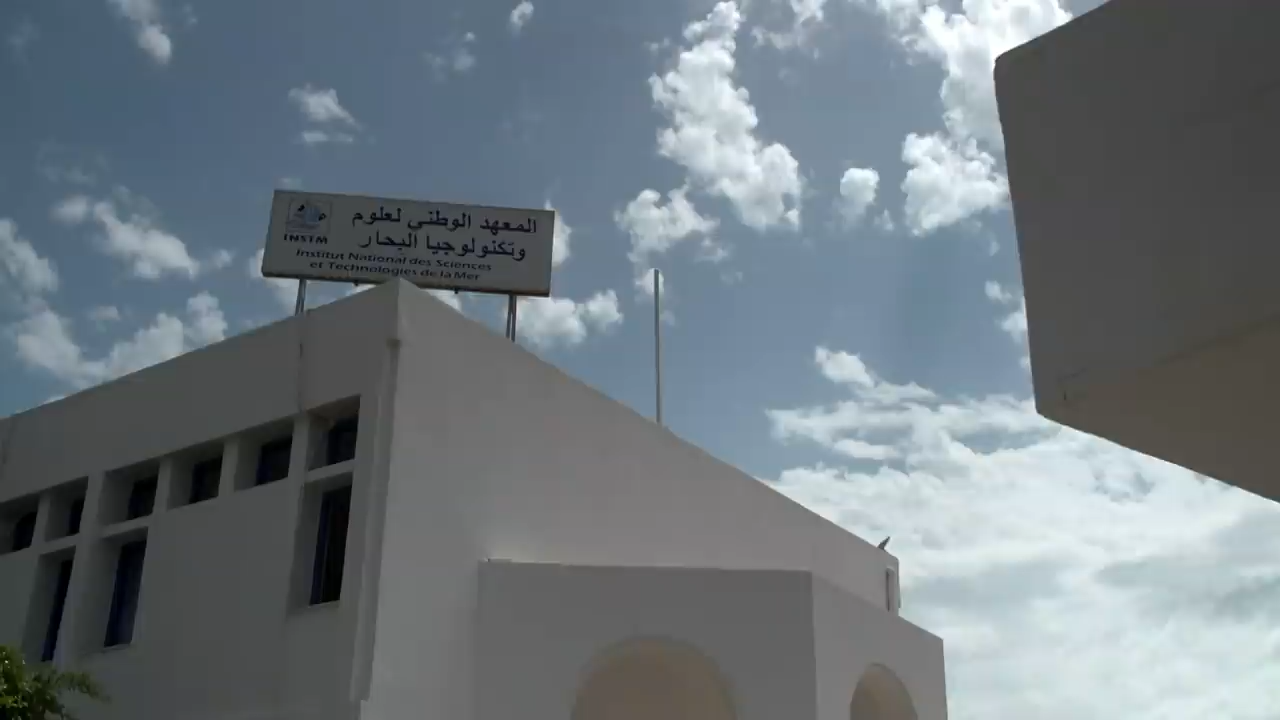 المعهد الوطني لعلوم
وتكنولوجيا البحار
INSTM
Institut National des Sciences
et Technologies de la Mer